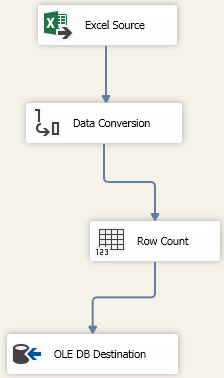 Excel Source
Data Conversion
Row Count
123
OLE DB Destination